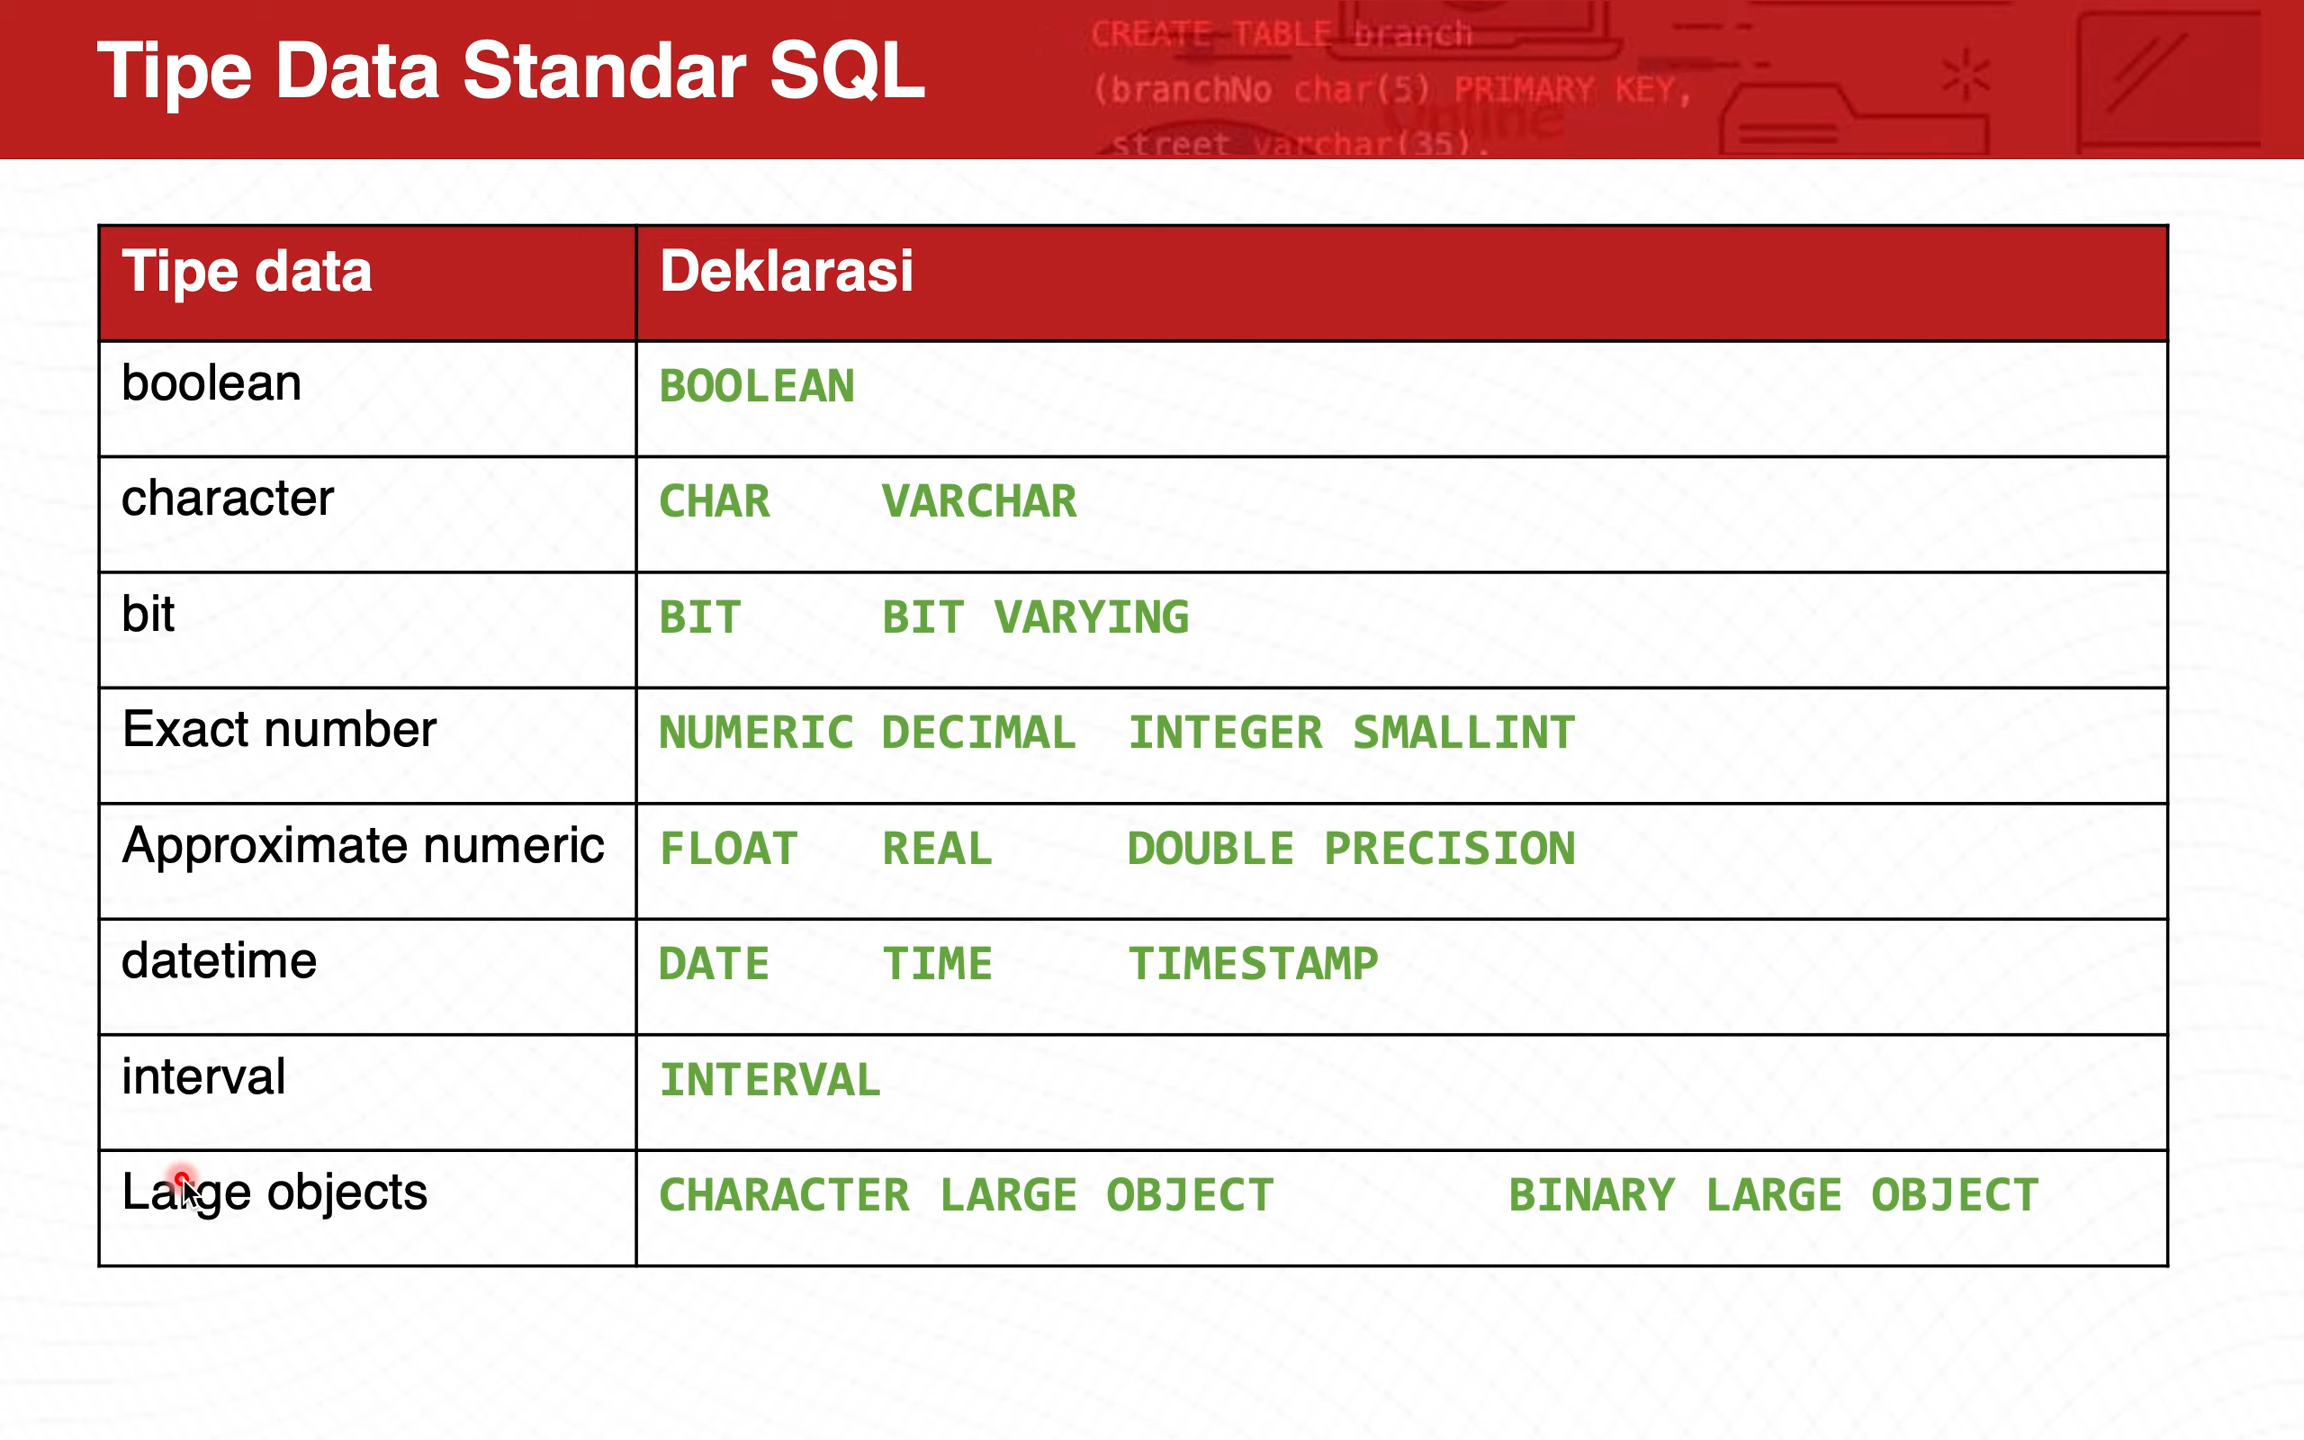 Tipe Data Standar SQL
CREATE TABLE branch
(branchNo char(5) PRIMARY KEY,
Online
street varchar(35).
Tipe data Deklarasi
boolean BOOLEAN
character CHAR VARCHAR
bit BIT BIT VARYING
Exact number NUMERIC DECIMAL INTEGER SMALLINT
Approximate numeric FLOAT REAL DOUBLE PRECISION
datetime DATE TIME TIMESTAMP
interval INTERVAL
Large objects CHARACTER LARGE OBJECT BINARY LARGE OBJECT